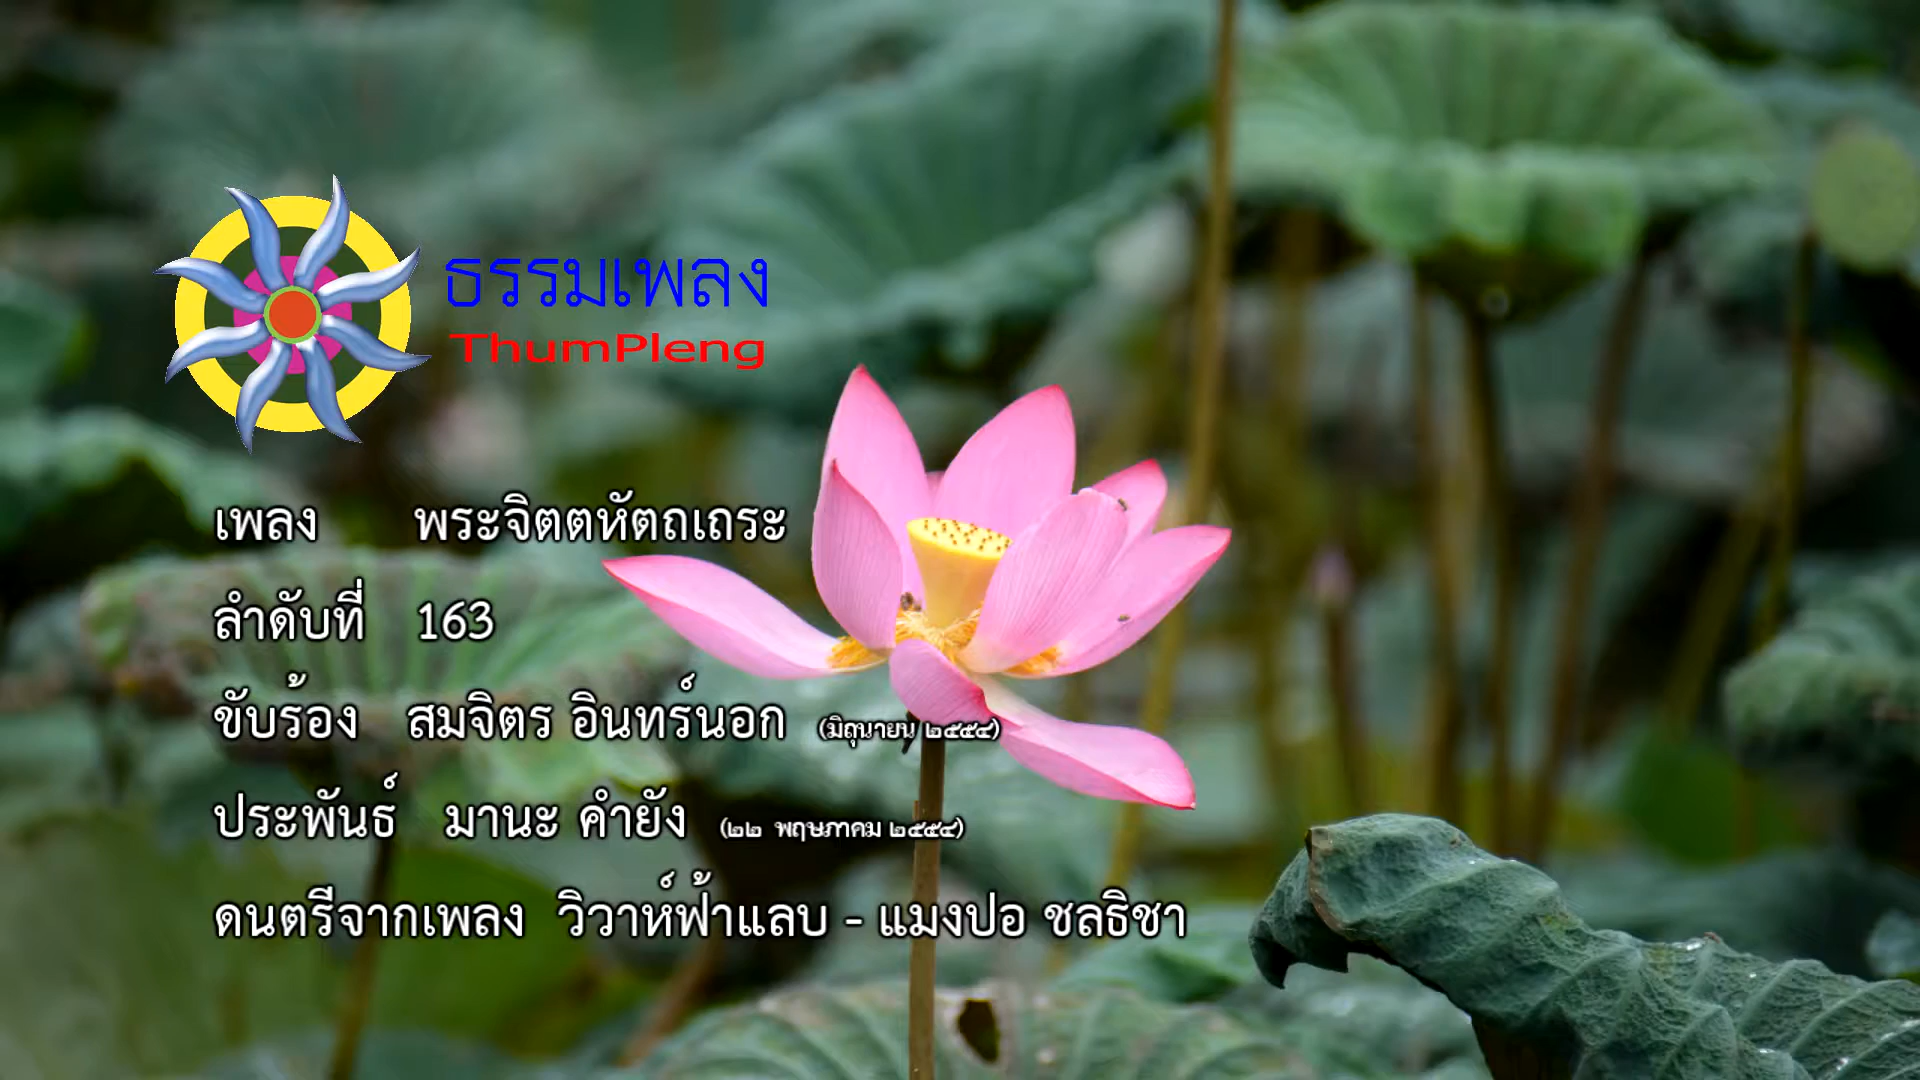 ธรรมเพลง
ThumPleng
เพลง พระจิตตหัตถเถระ
ลำดับที่ 163
ขับร้อง สมจิตร อินทร์นอก (มิถุนายน ๒๕๕๔)
ประพันธ์ มานะ คำยัง (๒๒ พฤษภาคม ๒๕๕๔)
ดนตรีจากเพลง วิวาห์ฟ้าแลบ - แมงปอ ชลธิชา